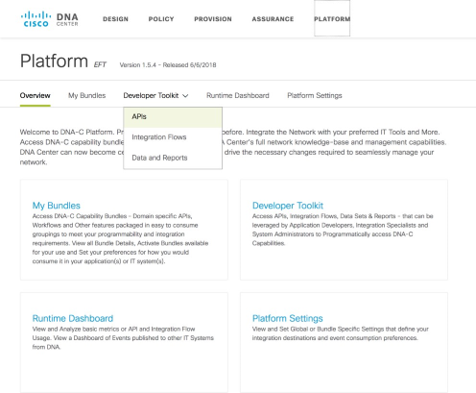 CISCO DNA CENTER DESIGN POLICY PROVISION ASSURANCE PLATFORM
Platform EFT Version 1.5.4 - Released 6/6/2018
Overview My Bundles Developer Toolkit Runtime Dashboard Platform Settings
APIs
Integration Flows
Data and Reports
Welcome to DNA-C Platform. before. Integrate the Network with your preferred IT Tools and More.
Access DNA-C capability Center's full network knowledge-base and management capabilities.
DNA Center can now become drive the necessary changes required to seamlessly manage your
network.
My Bundles
Access DNA-C Capability Bundles - Domain specific APIs,
Workflows and Other features packaged in easy to consume
groupings to meet your programmability and integration
requirements. View all Bundle Details, Activate Bundles available
for your use and Set your preferences for how you would
consume it in your application(s) or IT system(s).
Developer Toolkit
Access APIs, Integration Flows, Data Sets & Reports - that can be
leveraged by Application Developers, Integration Specialists and
System Administrators to Programmatically access DNA-C
Capabilities.
Runtime Dashboard
View and Analyze basic metrics or API and Integration Flow
Usage. View a Dashboard of Events published to other IT Systems
from DNA.
Platform Settings
View and Set Global or Bundle Specific Settings that define your
integration destinations and event consumption preferences.